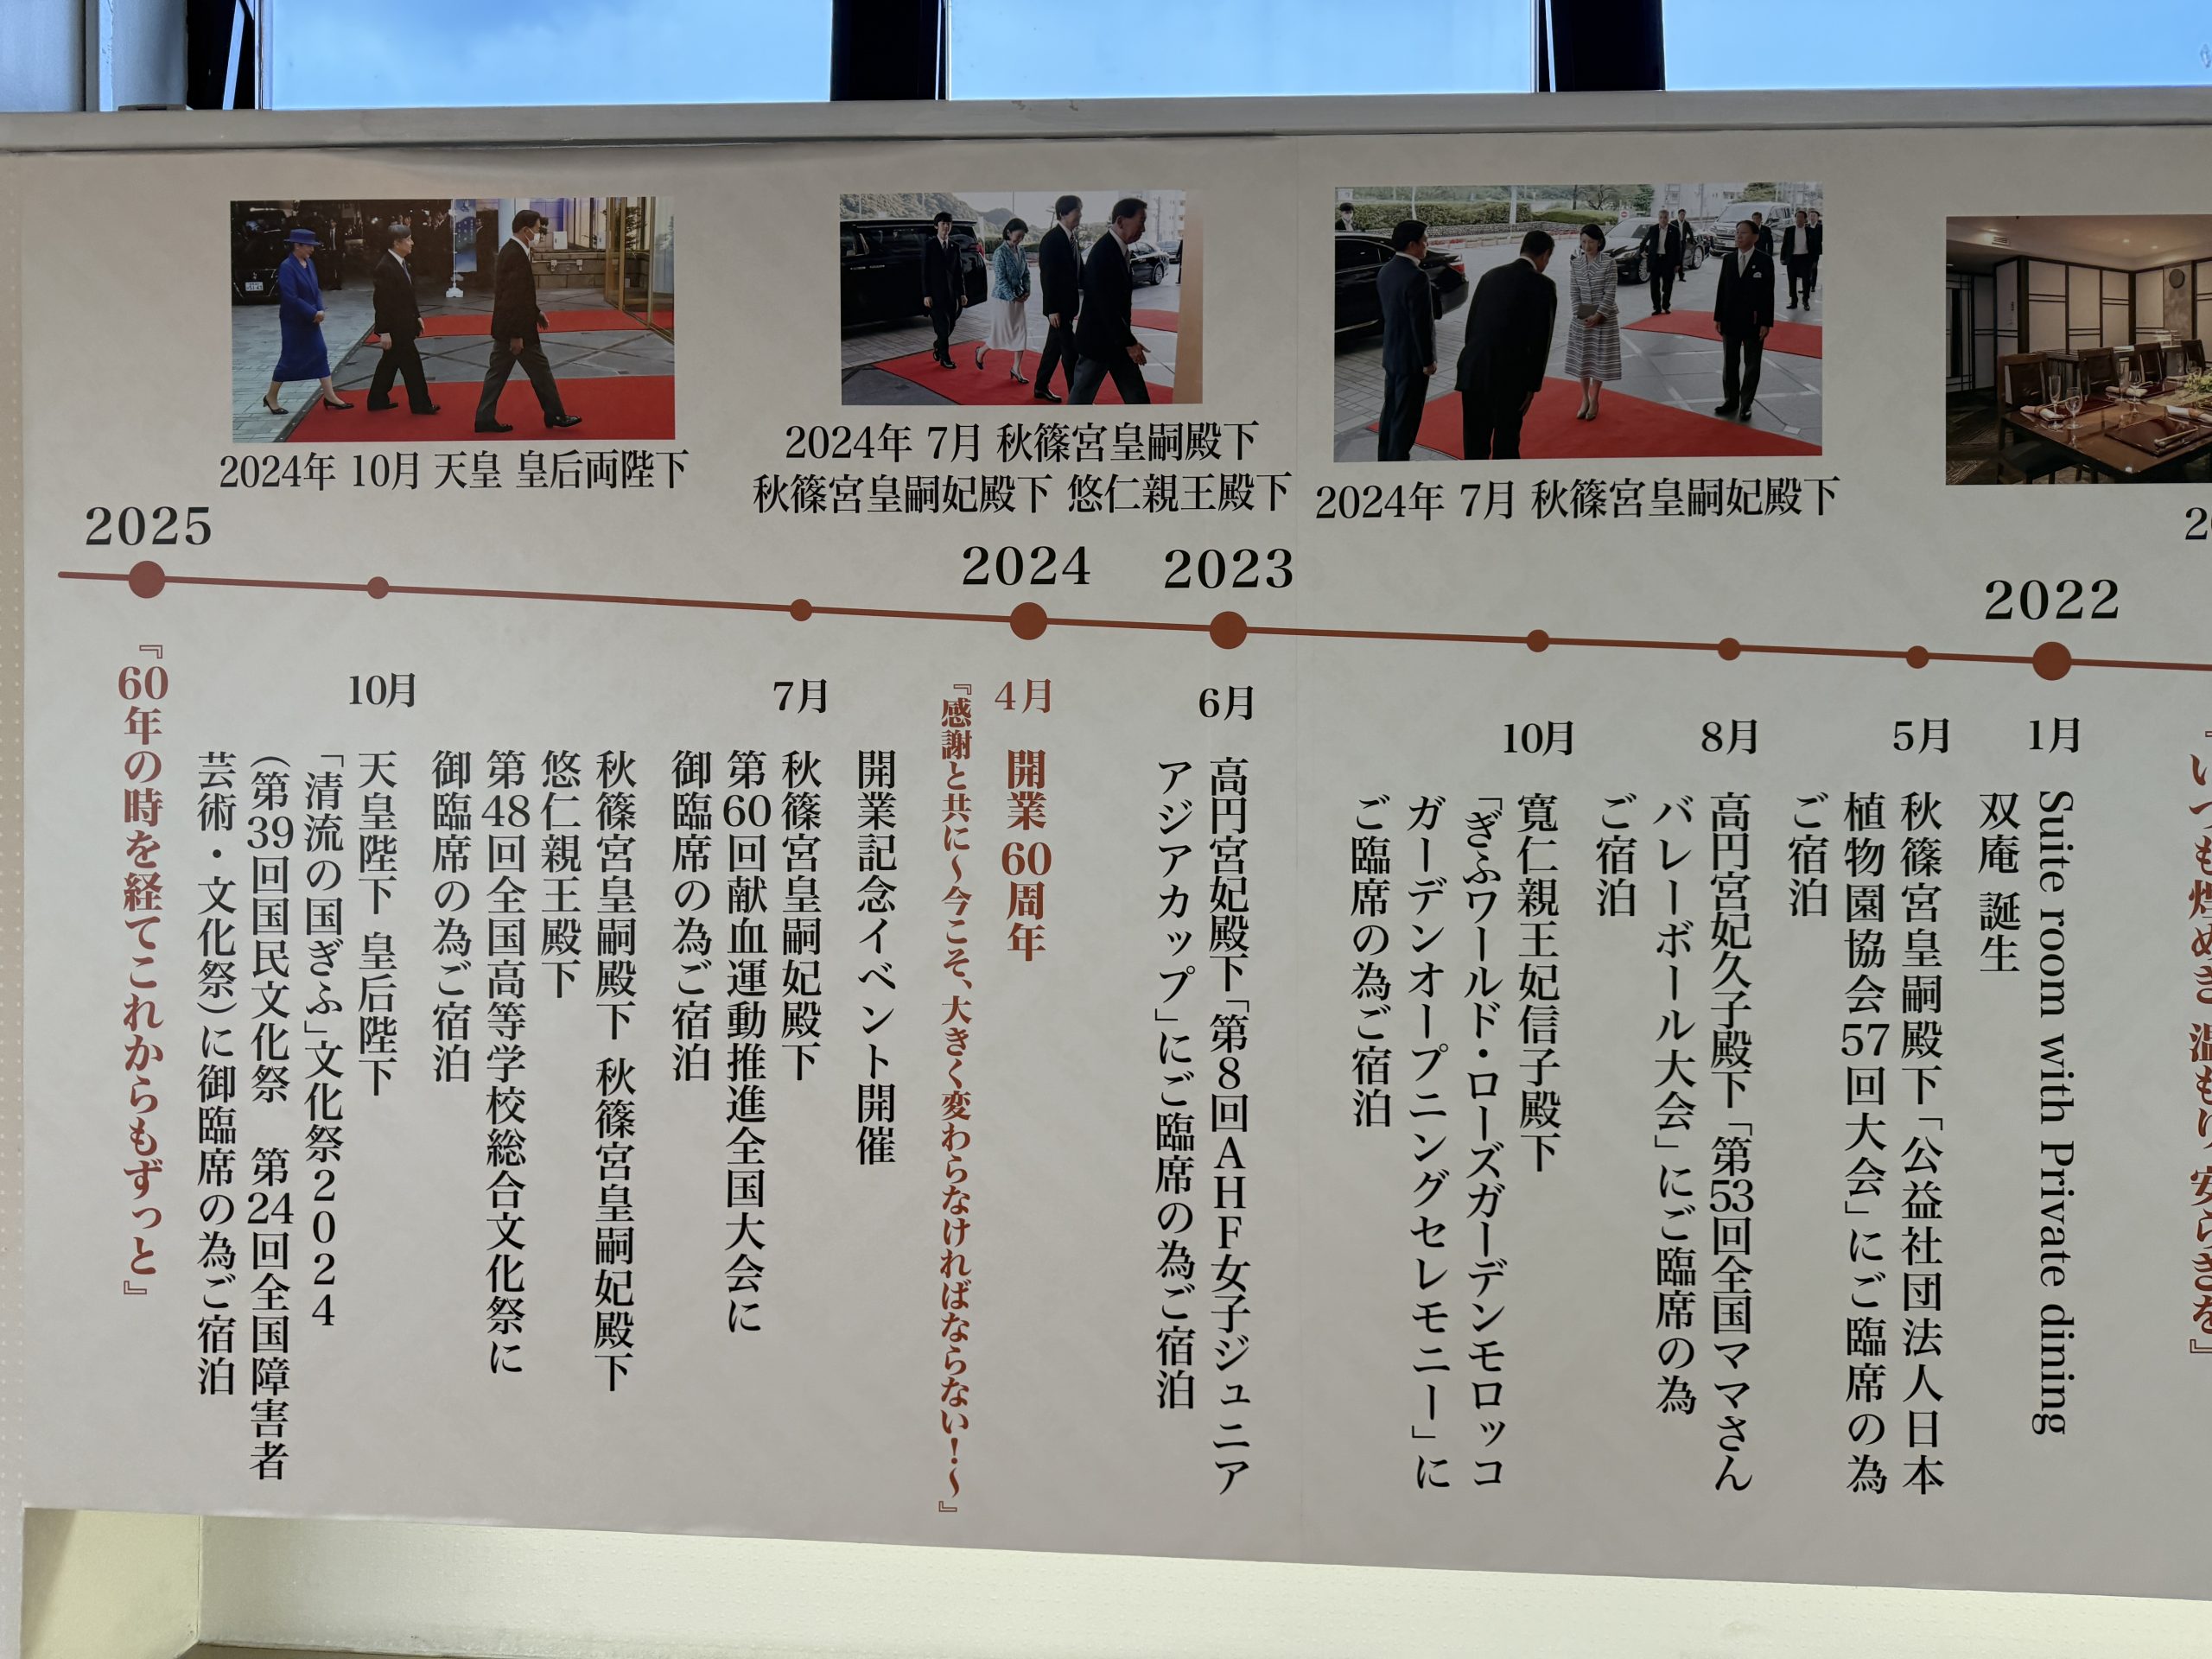 2024年 10月 天皇 皇后両陛下
2024年 7月 秋篠宮皇嗣殿下
秋篠宮皇嗣妃殿下 悠仁親王殿下
2024年 7月 秋篠宮皇嗣妃殿下
2022
1月
Suite room with Private dining
双庵 誕生
5月
秋篠宮皇嗣殿下「公益社団法人日本
植物園協会57回大会」にご臨席の為
ご宿泊
8月
高円宮妃久子殿下「第53回全国ママさん
バレーボール大会」にご臨席の為
ご宿泊
10月
寛仁親王妃信子殿下
「ぎふワールド・ローズガーデンモロッコ
ガーデンオープニングセレモニー」に
ご臨席の為ご宿泊
2023
6月
高円宮妃殿下「第8回AHF女子ジュニア
アジアカップ」にご臨席の為ご宿泊
2024
4月 開業60周年
『感謝と共に～今こそ、大きく変わらなければならない！～』
開業記念イベント開催
7月
秋篠宮皇嗣妃殿下
第60回献血運動推進全国大会に
御臨席の為ご宿泊
秋篠宮皇嗣殿下 秋篠宮皇嗣妃殿下
悠仁親王殿下
第48回全国高等学校総合文化祭に
御臨席の為ご宿泊
10月
天皇陛下 皇后陛下
「清流の国ぎふ」文化祭2024
（第39回国民文化祭 第24回全国障害者
芸術・文化祭）に御臨席の為ご宿泊
2025
『60年の時を経てこれからもずっと』